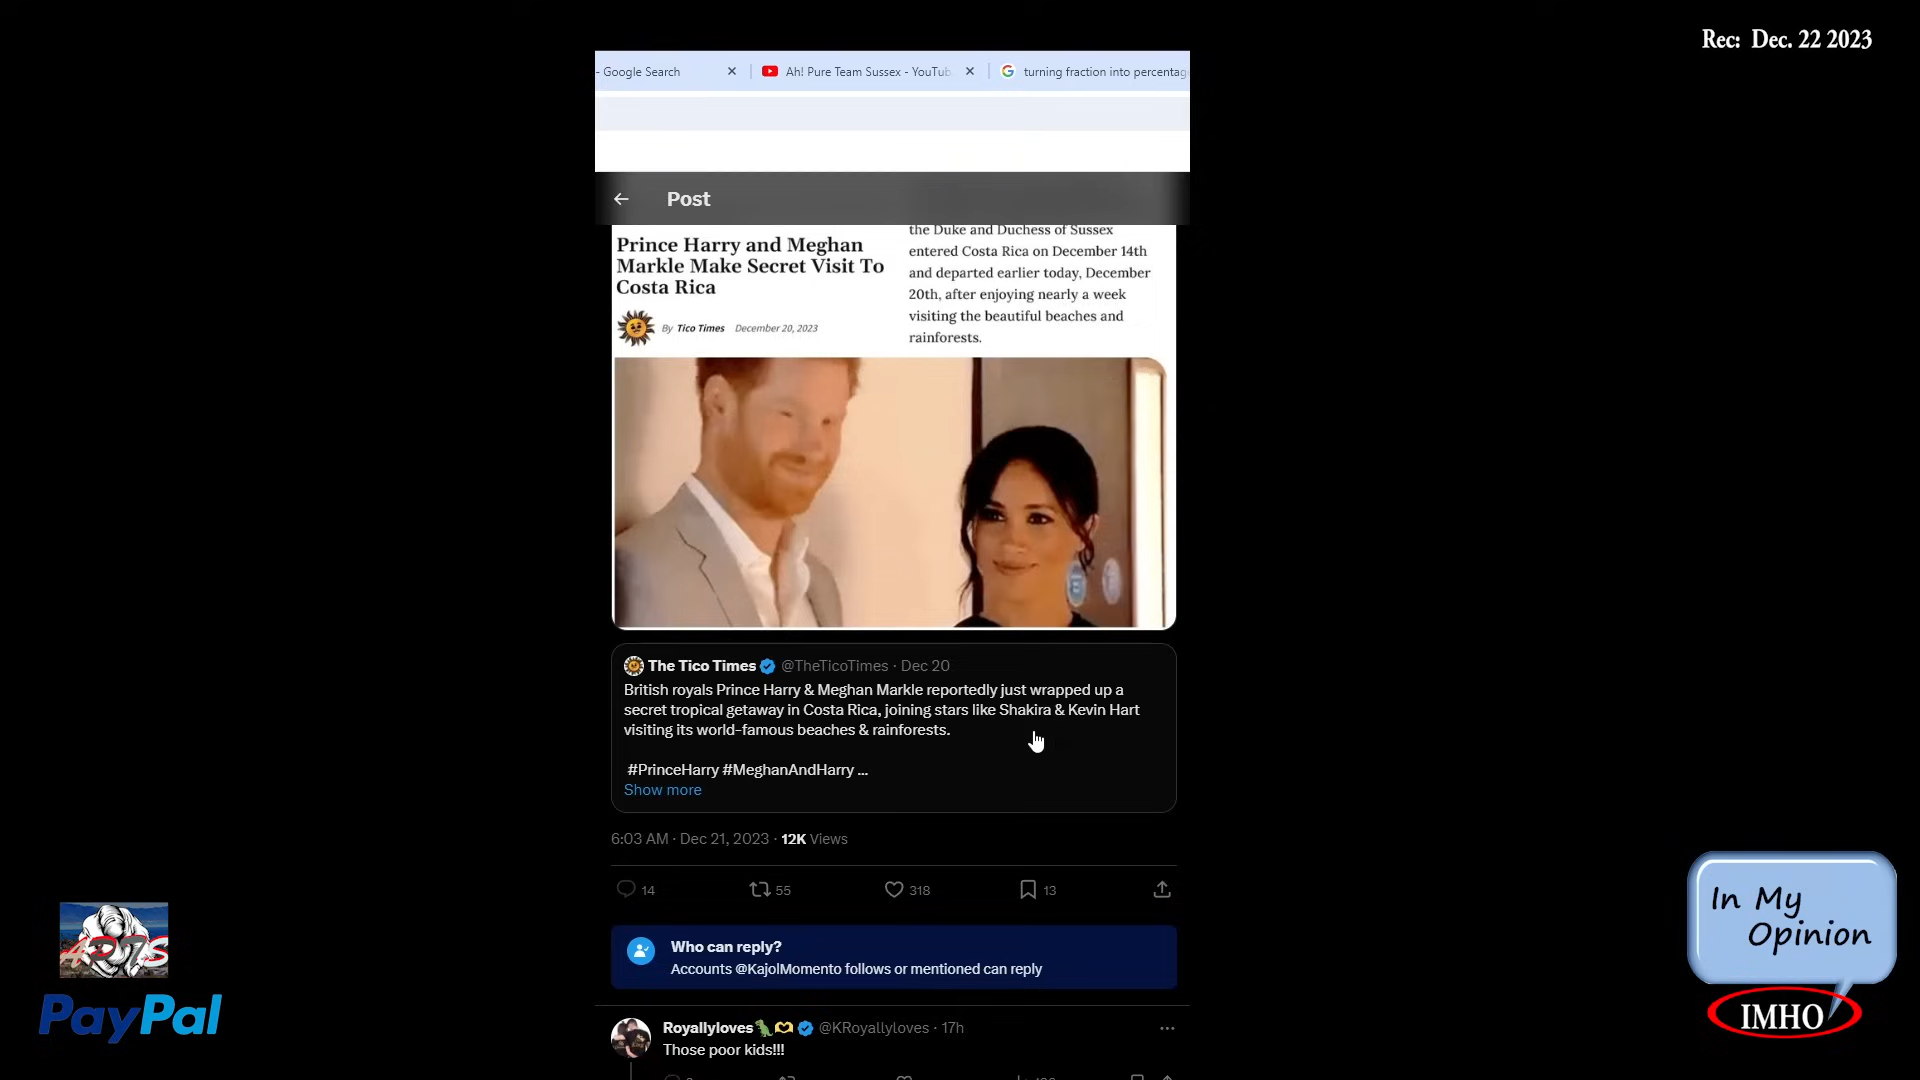 Rec: Dec. 22 2023
- Google Search
Ah! Pure Team Sussex - YouTub
turning fraction into percentag
Post
Prince Harry and Meghan
Markle Make Secret Visit To
Costa Rica
By Tico Times December 20, 2023
the Duke and Duchess of Sussex
entered Costa Rica on December 14th
and departed earlier today, December
20th, after enjoying nearly a week
visiting the beautiful beaches and
rainforests.
The Tico Times @TheTicoTimes · Dec 20
British royals Prince Harry & Meghan Markle reportedly just wrapped up a
secret tropical getaway in Costa Rica, joining stars like Shakira & Kevin Hart
visiting its world-famous beaches & rainforests.
#PrinceHarry #MeghanAndHarry ...
Show more
6:03 AM · Dec 21, 2023 · 12K Views
14
55
318
13
Who can reply?
Accounts @KajolMomento follows or mentioned can reply
Royallyloves @KRoyallyloves · 17h
Those poor kids!!!
PayPal
In My
Opinion
IMHO